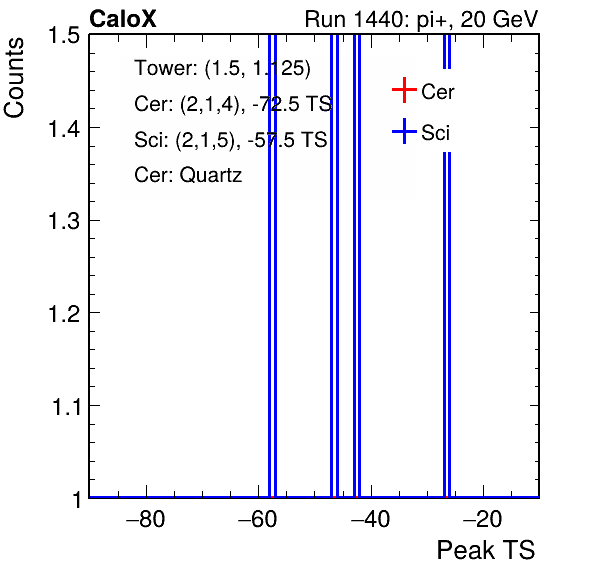 CaloX Run 1440: pi+, 20 GeV
Counts
1.5
1.4
1.3
1.2
1.1
1
Tower: (1.5, 1.125)
Cer: (2,1,4), -72.5 TS
Sci: (2,1,5), -57.5 TS
Cer: Quartz
Cer
Sci
−80 −60 −40 −20
Peak TS